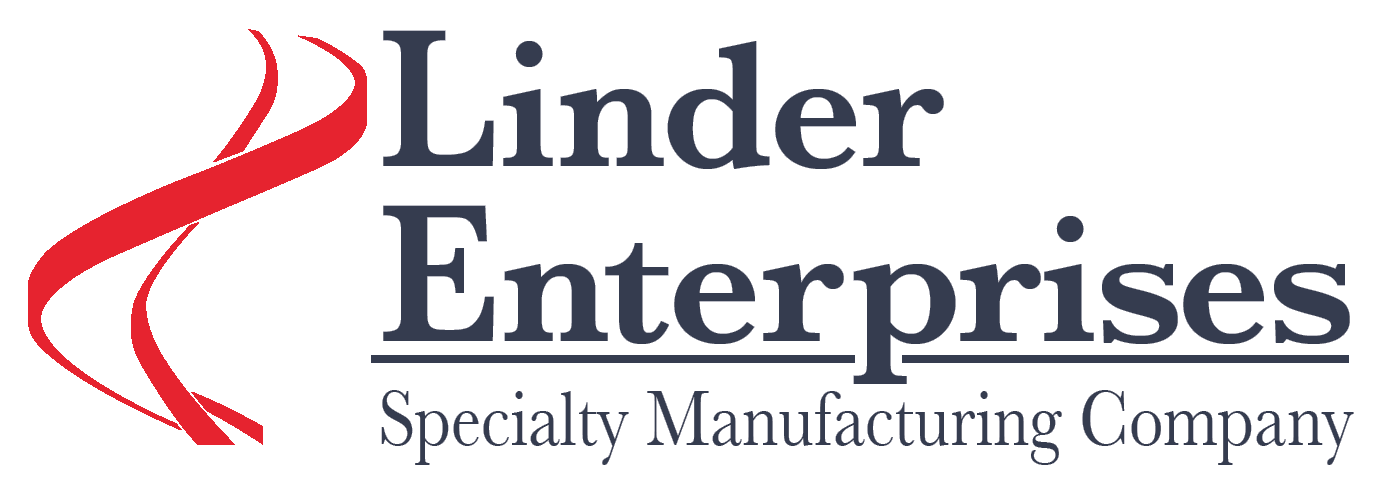 Linder
Enterprises
Specialty Manufacturing Company